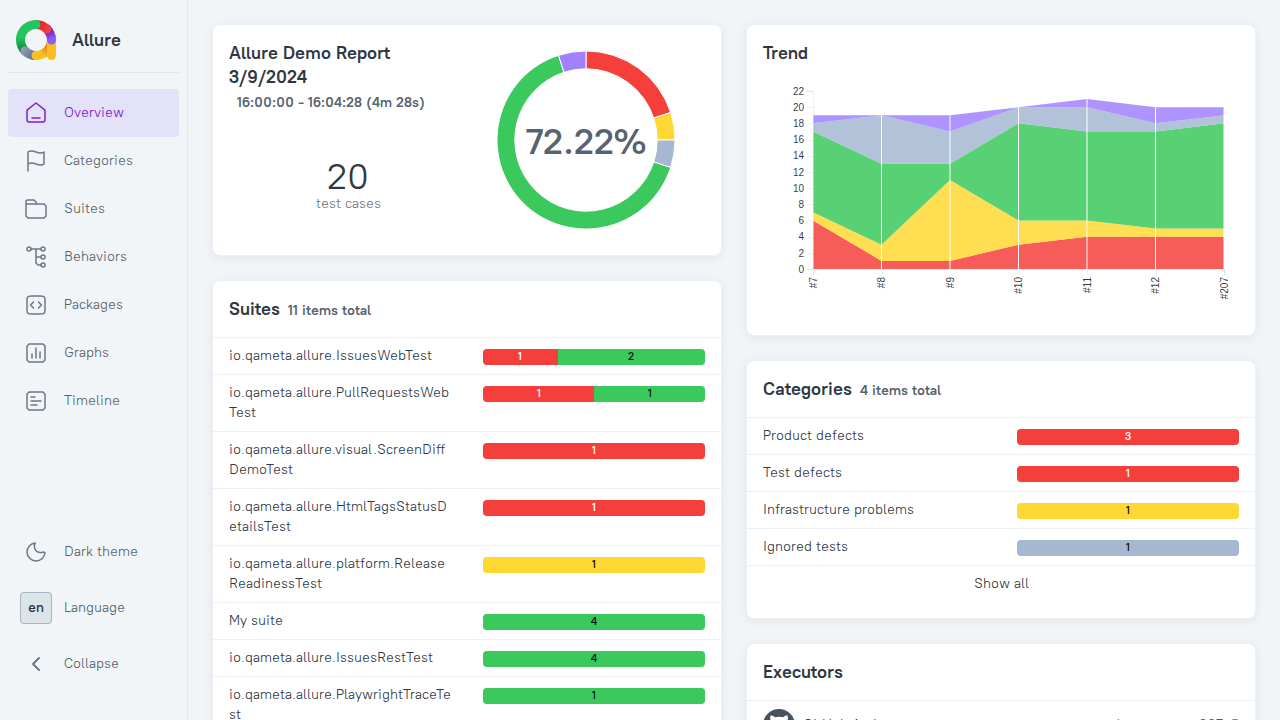 Allure
Overview
Categories
Suites
Behaviors
Packages
Graphs
Timeline
Dark theme
en
Language
Collapse
Allure Demo Report
3/9/2024
16:00:00 - 16:04:28 (4m 28s)
20
test cases
72.22%
Suites 11 items total
io.qameta.allure.IssuesWebTest 1 2
io.qameta.allure.PullRequestsWeb 1 1
Test
io.qameta.allure.visual.ScreenDiff 1
DemoTest
io.qameta.allure.HtmlTagsStatusD 1
etailsTest
io.qameta.allure.platform.Release 1
ReadinessTest
My suite 4
io.qameta.allure.IssuesRestTest 4
io.qameta.allure.PlaywrightTraceTe 1
st
Trend
22
20
18
16
14
12
10
8
6
4
2
0
#7 #8 #9 #10 #11 #12 #207
Categories 4 items total
Product defects 3
Test defects 1
Infrastructure problems 1
Ignored tests 1
Show all
Executors